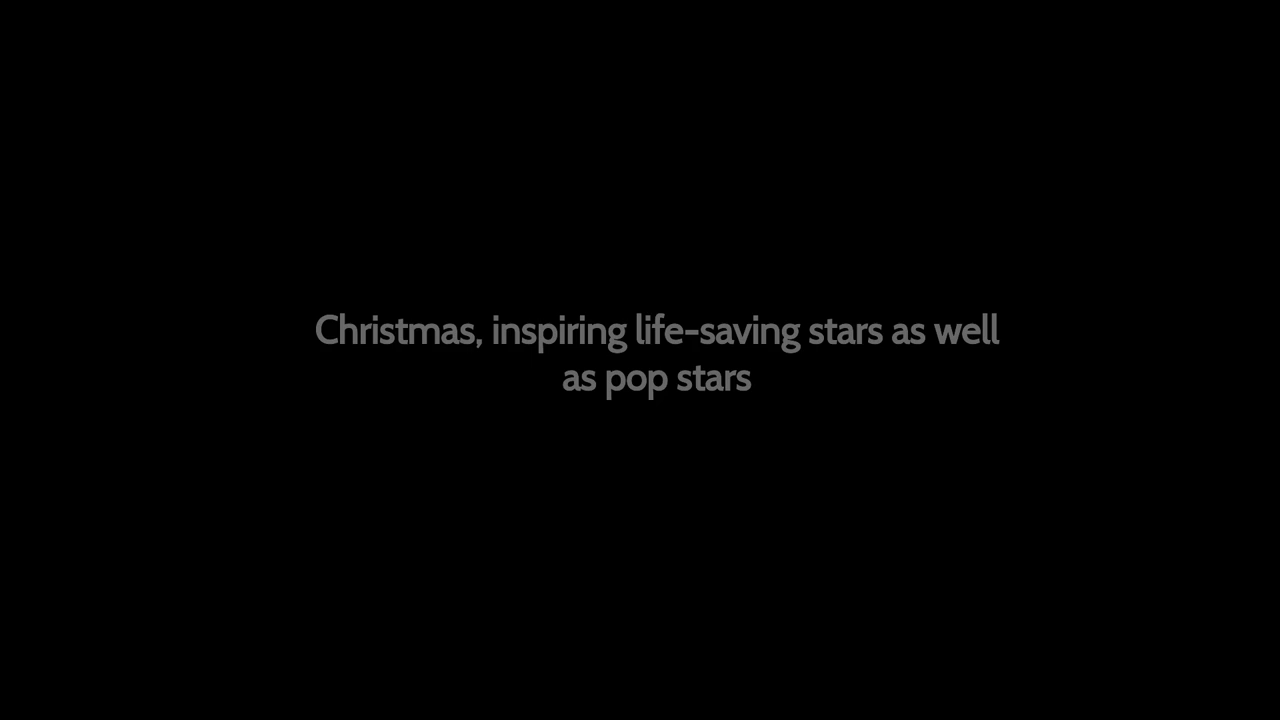 Christmas, inspiring life-saving stars as well
as pop stars